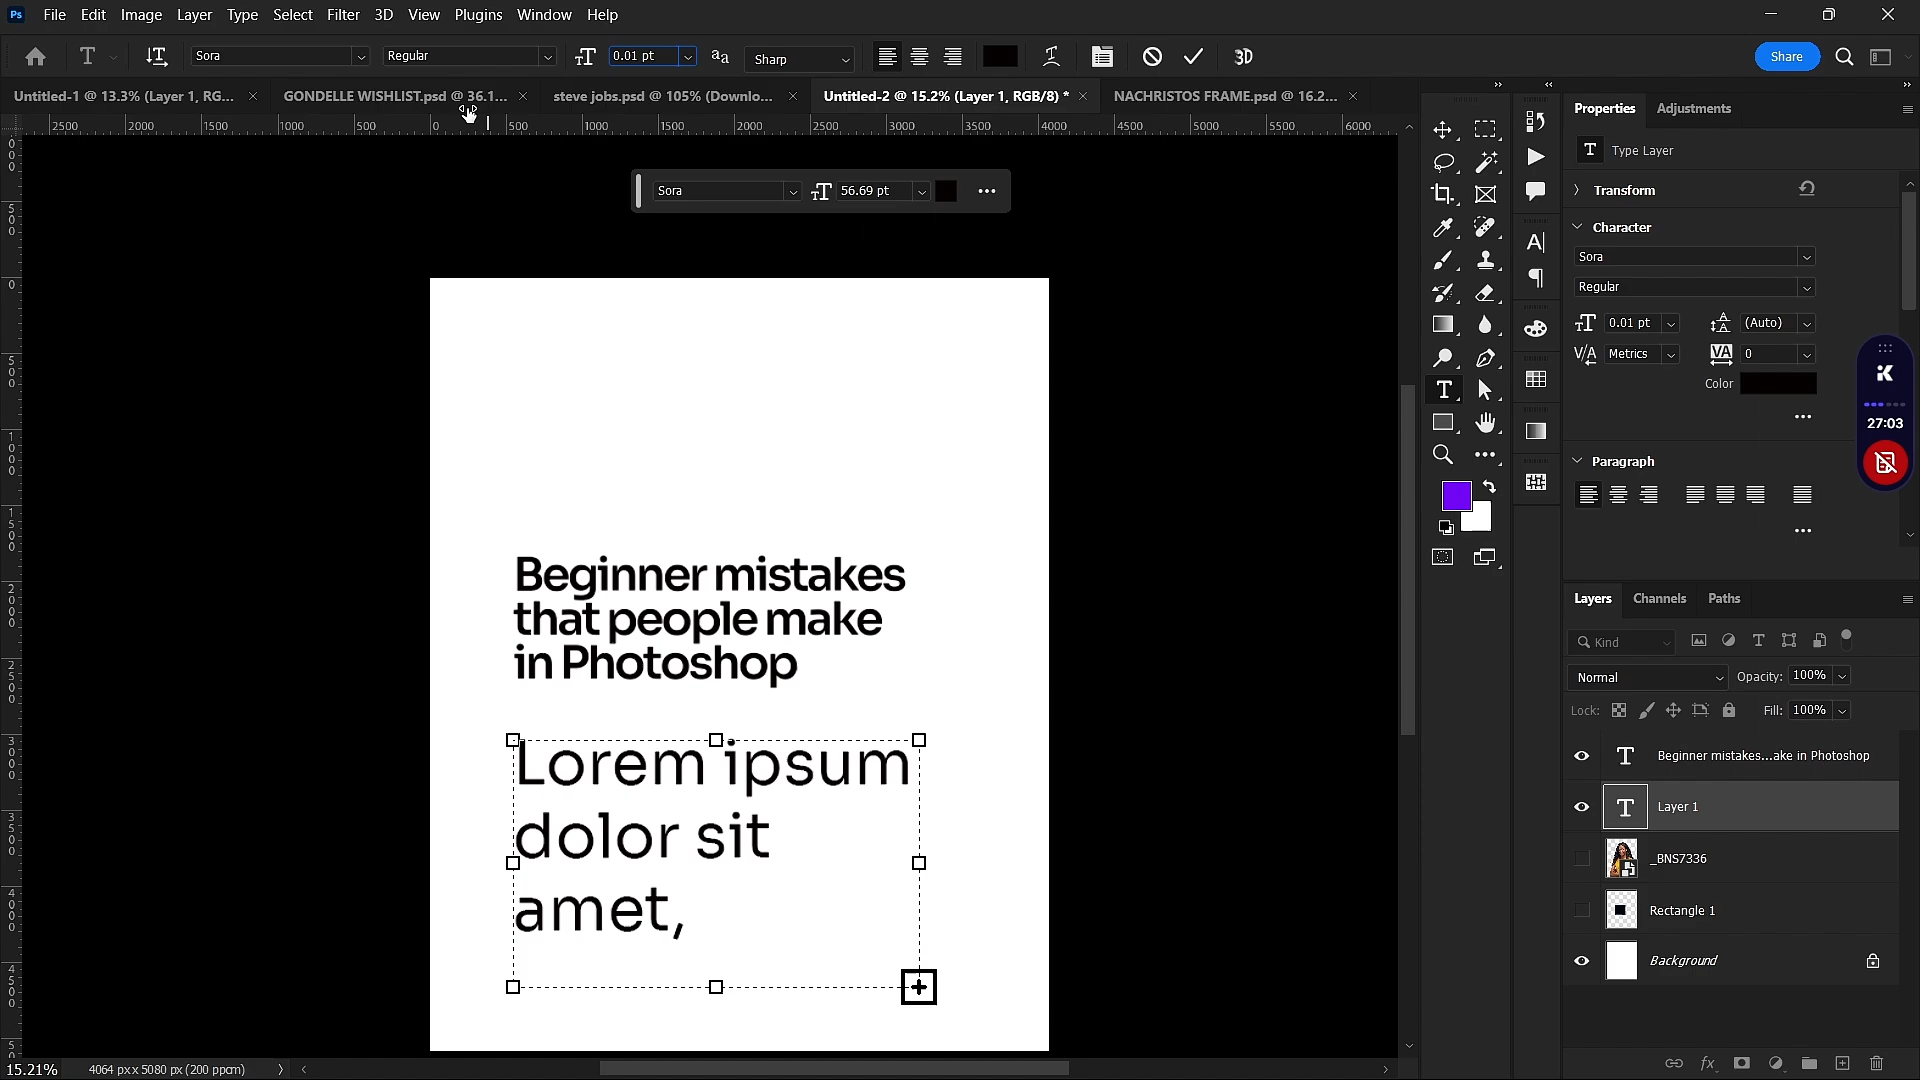 Ps File Edit Image Layer Type Select Filter 3D View Plugins Window Help
Sora Regular 0.01 pt aa Sharp 3D Share
Untitled-1 @ 13.3% (Layer 1, RG... GONDELLE WISHLIST.psd @ 36.1... steve jobs.psd @ 105% (Downlo... Untitled-2 @ 15.2% (Layer 1, RGB/8) * NACHRISTOS FRAME.psd @ 16.2...
2500 2000 1500 1000 500 0 500 1000 1500 2000 2500 3000 3500 4000 4500 5000 5500 6000
Sora 56.69 pt
Beginner mistakes
that people make
in Photoshop
Lorem ipsum
dolor sit
amet,
Properties Adjustments
Type Layer
Transform
Character
Sora
Regular
0.01 pt (Auto)
Metrics 0
Color
Paragraph
27:03
Layers Channels Paths
Kind
Normal Opacity: 100%
Lock: Fill: 100%
Beginner mistakes...ake in Photoshop
Layer 1
_BNS7336
Rectangle 1
Background
15.21% 4064 px x 5080 px (200 ppcm)